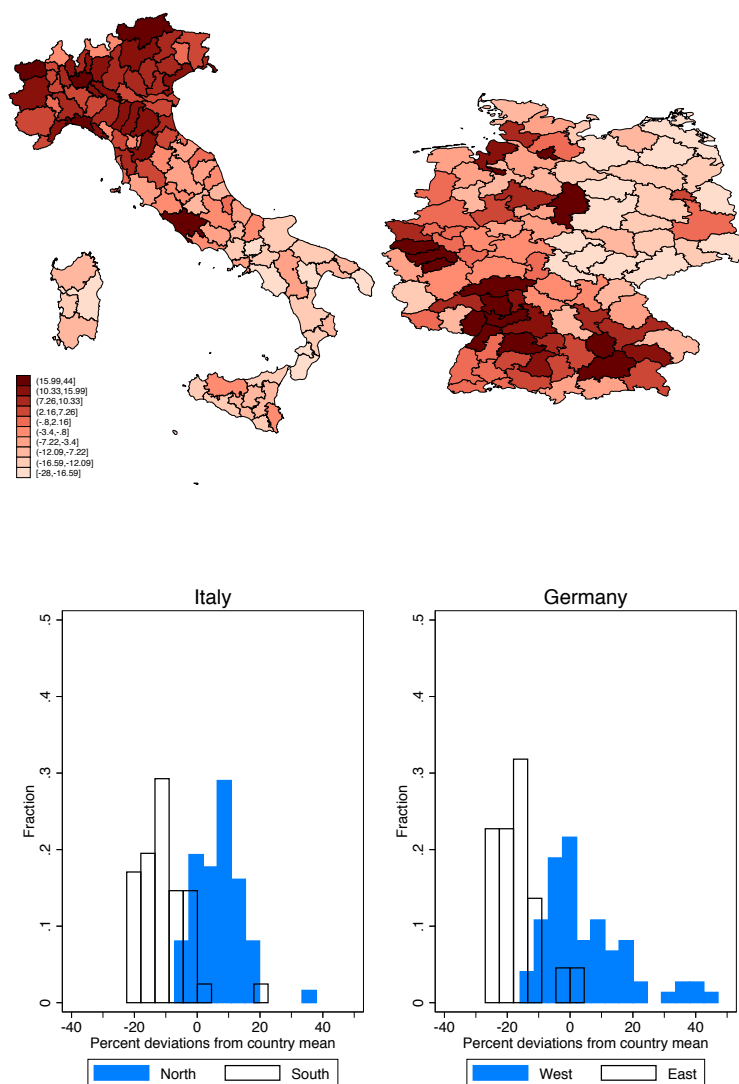 (15.99,44]
(10.33,15.99]
(7.26,10.33]
(2.16,7.26]
(-.8,2.16]
(-3.4,-.8]
(-7.22,-3.4]
(-12.09,-7.22]
(-16.59,-12.09]
[-28,-16.59]
Italy
Fraction
0 .1 .2 .3 .4 .5
-40 -20 0 20 40
Percent deviations from country mean
North South
Germany
Fraction
0 .1 .2 .3 .4 .5
-40 -20 0 20 40
Percent deviations from country mean
West East